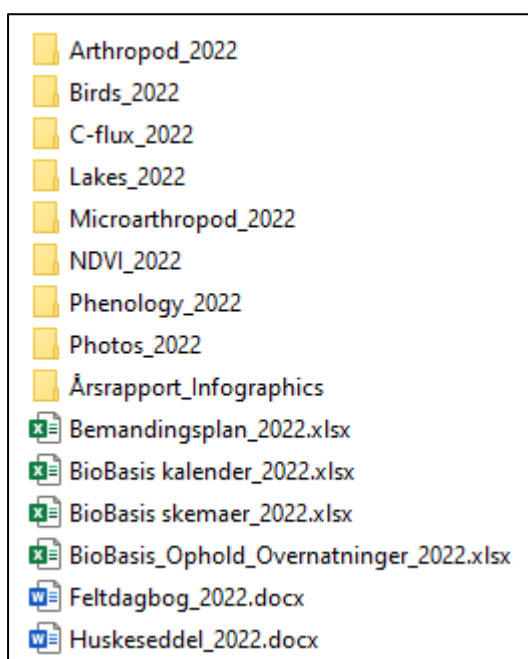 Arthropod_2022
Birds_2022
C-flux_2022
Lakes_2022
Microarthropod_2022
NDVI_2022
Phenology_2022
Photos_2022
Årsrapport_Infographics
Bemandingsplan_2022.xlsx
BioBasis kalender_2022.xlsx
BioBasis skemaer_2022.xlsx
BioBasis_Ophold_Overnatninger_2022.xlsx
Feltdagbog_2022.docx
Huskeseddel_2022.docx